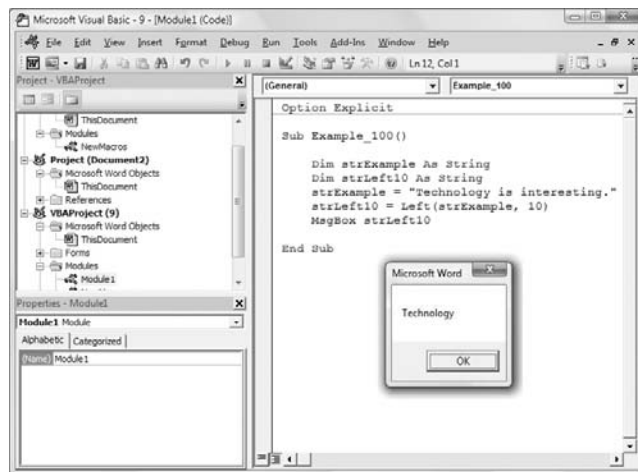 Microsoft Visual Basic - 9 - [Module1 (Code)]
File Edit View Insert Format Debug Run Tools Add-Ins Window Help
Ln 12, Col 1
Project - VBAProject
ThisDocument
Modules
NewMacros
Project (Document2)
Microsoft Word Objects
ThisDocument
References
VBAProject (9)
Microsoft Word Objects
ThisDocument
Forms
Modules
Module1
Properties - Module1
Module1 Module
Alphabetic Categorized
(Name) Module1
(General) Example_100
Option Explicit
Sub Example_100()
Dim strExample As String
Dim strLeft10 As String
strExample = "Technology is interesting."
strLeft10 = Left(strExample, 10)
MsgBox strLeft10
End Sub
Microsoft Word
Technology
OK